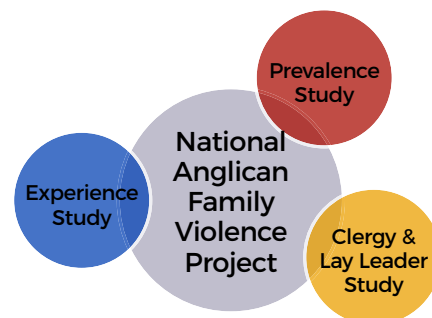 Prevalence
Study
National
Anglican
Family
Violence
Project
Experience
Study
Clergy &
Lay Leader
Study